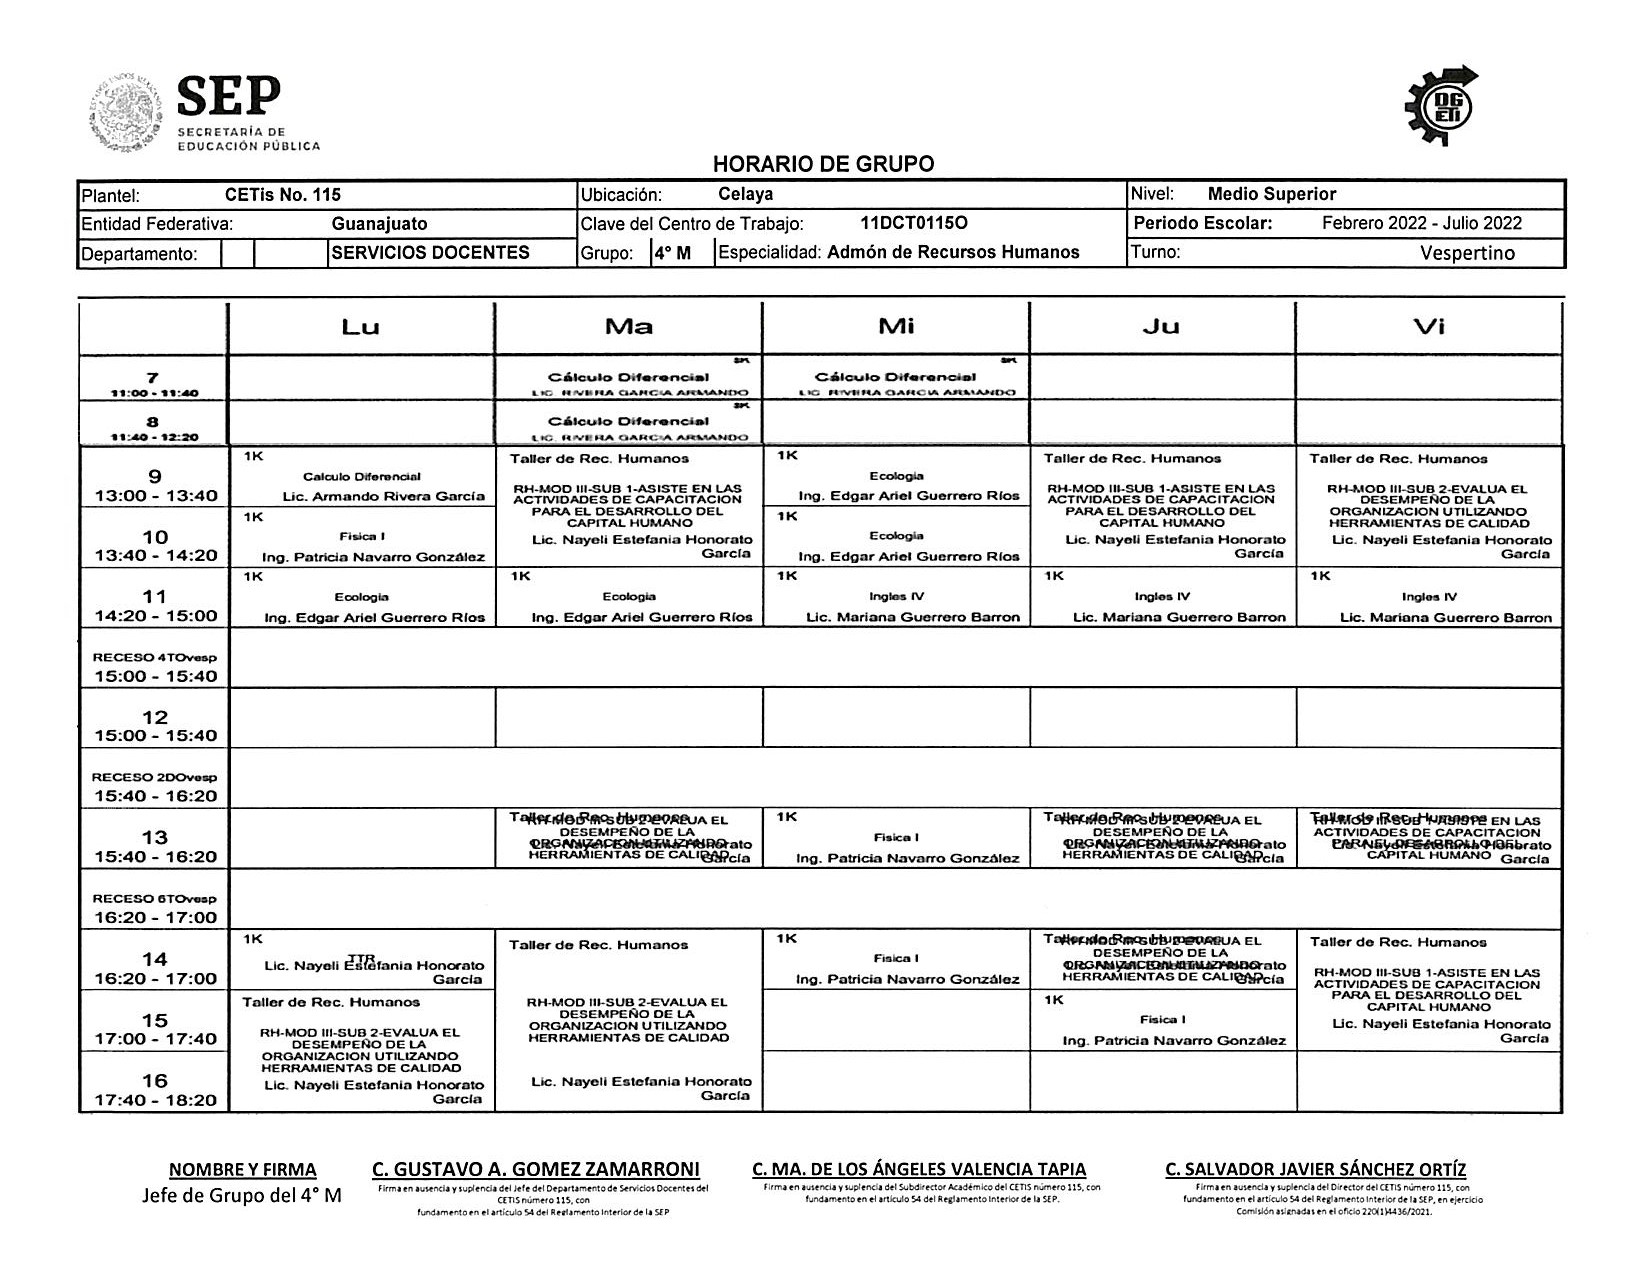 SEP
SECRETARÍA DE
EDUCACIÓN PÚBLICA
DG
ETI
HORARIO DE GRUPO
Plantel: CETis No. 115 Ubicación: Celaya Nivel: Medio Superior
Entidad Federativa: Guanajuato Clave del Centro de Trabajo: 11DCT0115O Periodo Escolar: Febrero 2022 - Julio 2022
Departamento: SERVICIOS DOCENTES Grupo: 4° M Especialidad: Admón de Recursos Humanos Turno: Vespertino
Lu Ma Mi Ju Vi
7
11:00 - 11:40
Cálculo Diferencial
LIC. RIVERA GARCIA ARMANDO
Cálculo Diferencial
LIC. RIVERA GARCIA ARMANDO
8
11:40 - 12:20
Cálculo Diferencial
LIC. RIVERA GARCIA ARMANDO
9
13:00 - 13:40
1K
Calculo Diferencial
Lic. Armando Rivera García
Taller de Rec. Humanos
RH-MOD III-SUB 1-ASISTE EN LAS
ACTIVIDADES DE CAPACITACION
PARA EL DESARROLLO DEL
CAPITAL HUMANO
Lic. Nayeli Estefania Honorato
García
1K
Ecologia
Ing. Edgar Ariel Guerrero Ríos
Taller de Rec. Humanos
RH-MOD III-SUB 1-ASISTE EN LAS
ACTIVIDADES DE CAPACITACION
PARA EL DESARROLLO DEL
CAPITAL HUMANO
Lic. Nayeli Estefania Honorato
García
Taller de Rec. Humanos
RH-MOD III-SUB 2-EVALUA EL
DESEMPEÑO DE LA
ORGANIZACION UTILIZANDO
HERRAMIENTAS DE CALIDAD
Lic. Nayeli Estefania Honorato
García
10
13:40 - 14:20
1K
Fisica I
Ing. Patricia Navarro González
1K
Ecologia
Ing. Edgar Ariel Guerrero Ríos
11
14:20 - 15:00
1K
Ecologia
Ing. Edgar Ariel Guerrero Ríos
1K
Ecologia
Ing. Edgar Ariel Guerrero Ríos
1K
Ingles IV
Lic. Mariana Guerrero Barron
1K
Ingles IV
Lic. Mariana Guerrero Barron
1K
Ingles IV
Lic. Mariana Guerrero Barron
RECESO 4TOvesp
15:00 - 15:40
12
15:00 - 15:40
RECESO 2DOvesp
15:40 - 16:20
13
15:40 - 16:20
Taller de Rec. Humanos
RH-MOD III-SUB 2-EVALUA EL
DESEMPEÑO DE LA
ORGANIZACION UTILIZANDO
HERRAMIENTAS DE CALIDAD
Lic. Nayeli Estefania Honorato
García
1K
Fisica I
Ing. Patricia Navarro González
Taller de Rec. Humanos
RH-MOD III-SUB 2-EVALUA EL
DESEMPEÑO DE LA
ORGANIZACION UTILIZANDO
HERRAMIENTAS DE CALIDAD
Lic. Nayeli Estefania Honorato
García
Taller de Rec. Humanos
RH-MOD III-SUB 1-ASISTE EN LAS
ACTIVIDADES DE CAPACITACION
PARA EL DESARROLLO DEL
CAPITAL HUMANO
Lic. Nayeli Estefania Honorato
García
RECESO 6TOvesp
16:20 - 17:00
14
16:20 - 17:00
1K
TTR
Lic. Nayeli Estefania Honorato
García
Taller de Rec. Humanos
RH-MOD III-SUB 2-EVALUA EL
DESEMPEÑO DE LA
ORGANIZACION UTILIZANDO
HERRAMIENTAS DE CALIDAD
Lic. Nayeli Estefania Honorato
García
1K
Fisica I
Ing. Patricia Navarro González
Taller de Rec. Humanos
RH-MOD III-SUB 2-EVALUA EL
DESEMPEÑO DE LA
ORGANIZACION UTILIZANDO
HERRAMIENTAS DE CALIDAD
Lic. Nayeli Estefania Honorato
García
Taller de Rec. Humanos
RH-MOD III-SUB 1-ASISTE EN LAS
ACTIVIDADES DE CAPACITACION
PARA EL DESARROLLO DEL
CAPITAL HUMANO
Lic. Nayeli Estefania Honorato
García
15
17:00 - 17:40
Taller de Rec. Humanos
RH-MOD III-SUB 2-EVALUA EL
DESEMPEÑO DE LA
ORGANIZACION UTILIZANDO
HERRAMIENTAS DE CALIDAD
Lic. Nayeli Estefania Honorato
García
1K
Fisica I
Ing. Patricia Navarro González
16
17:40 - 18:20
NOMBRE Y FIRMA
Jefe de Grupo del 4° M
C. GUSTAVO A. GOMEZ ZAMARRONI
Firma en ausencia y suplencia del Jefe del Departamento de Servicios Docentes del
CETIS número 115, con
fundamento en el artículo 54 del Reglamento Interior de la SEP
C. MA. DE LOS ÁNGELES VALENCIA TAPIA
Firma en ausencia y suplencia del Subdirector Académico del CETIS número 115, con
fundamento en el artículo 54 del Reglamento Interior de la SEP.
C. SALVADOR JAVIER SÁNCHEZ ORTÍZ
Firma en ausencia y suplencia del Director del CETIS número 115, con
fundamento en el artículo 54 del Reglamento Interior de la SEP, en ejercicio
Comisión asignadas en el oficio 220(1)4436/2021.